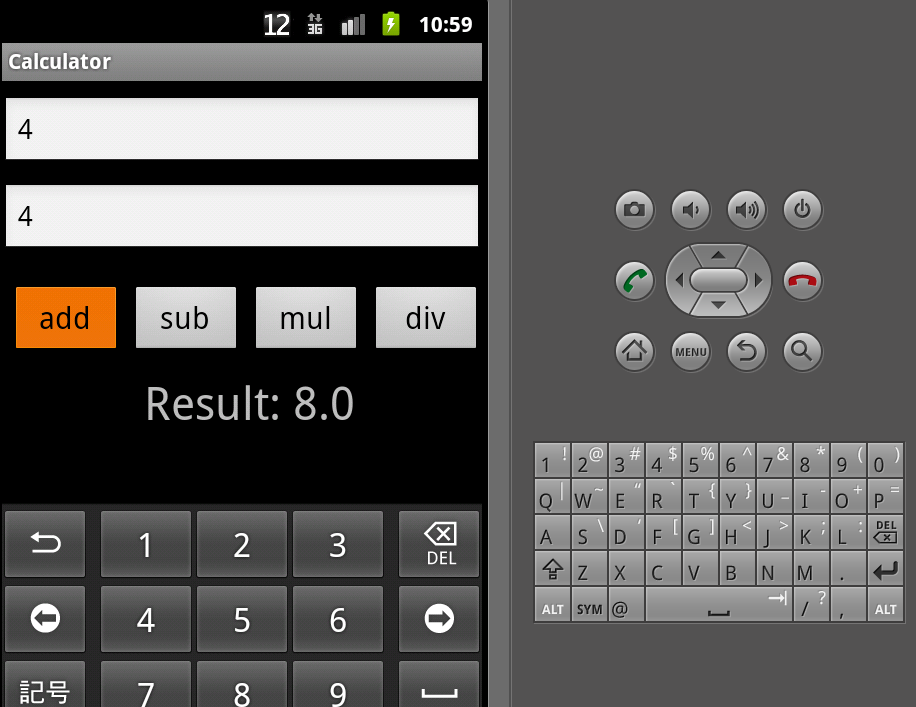 12 3G 10:59
Calculator
4
4
add sub mul div
Result: 8.0
1 2 3 DEL
4 5 6
記号 7 8 9
MENU
1 ! 2 @ 3 # 4 $ 5 % 6 ^ 7 & 8 * 9 ( 0 )
Q | W ~ E “ R ` T { Y } U _ I - O + P =
A S \ D ‘ F [ G ] H < J > K ; L : DEL
Z X C V B N M .
ALT SYM @ / ? , ALT